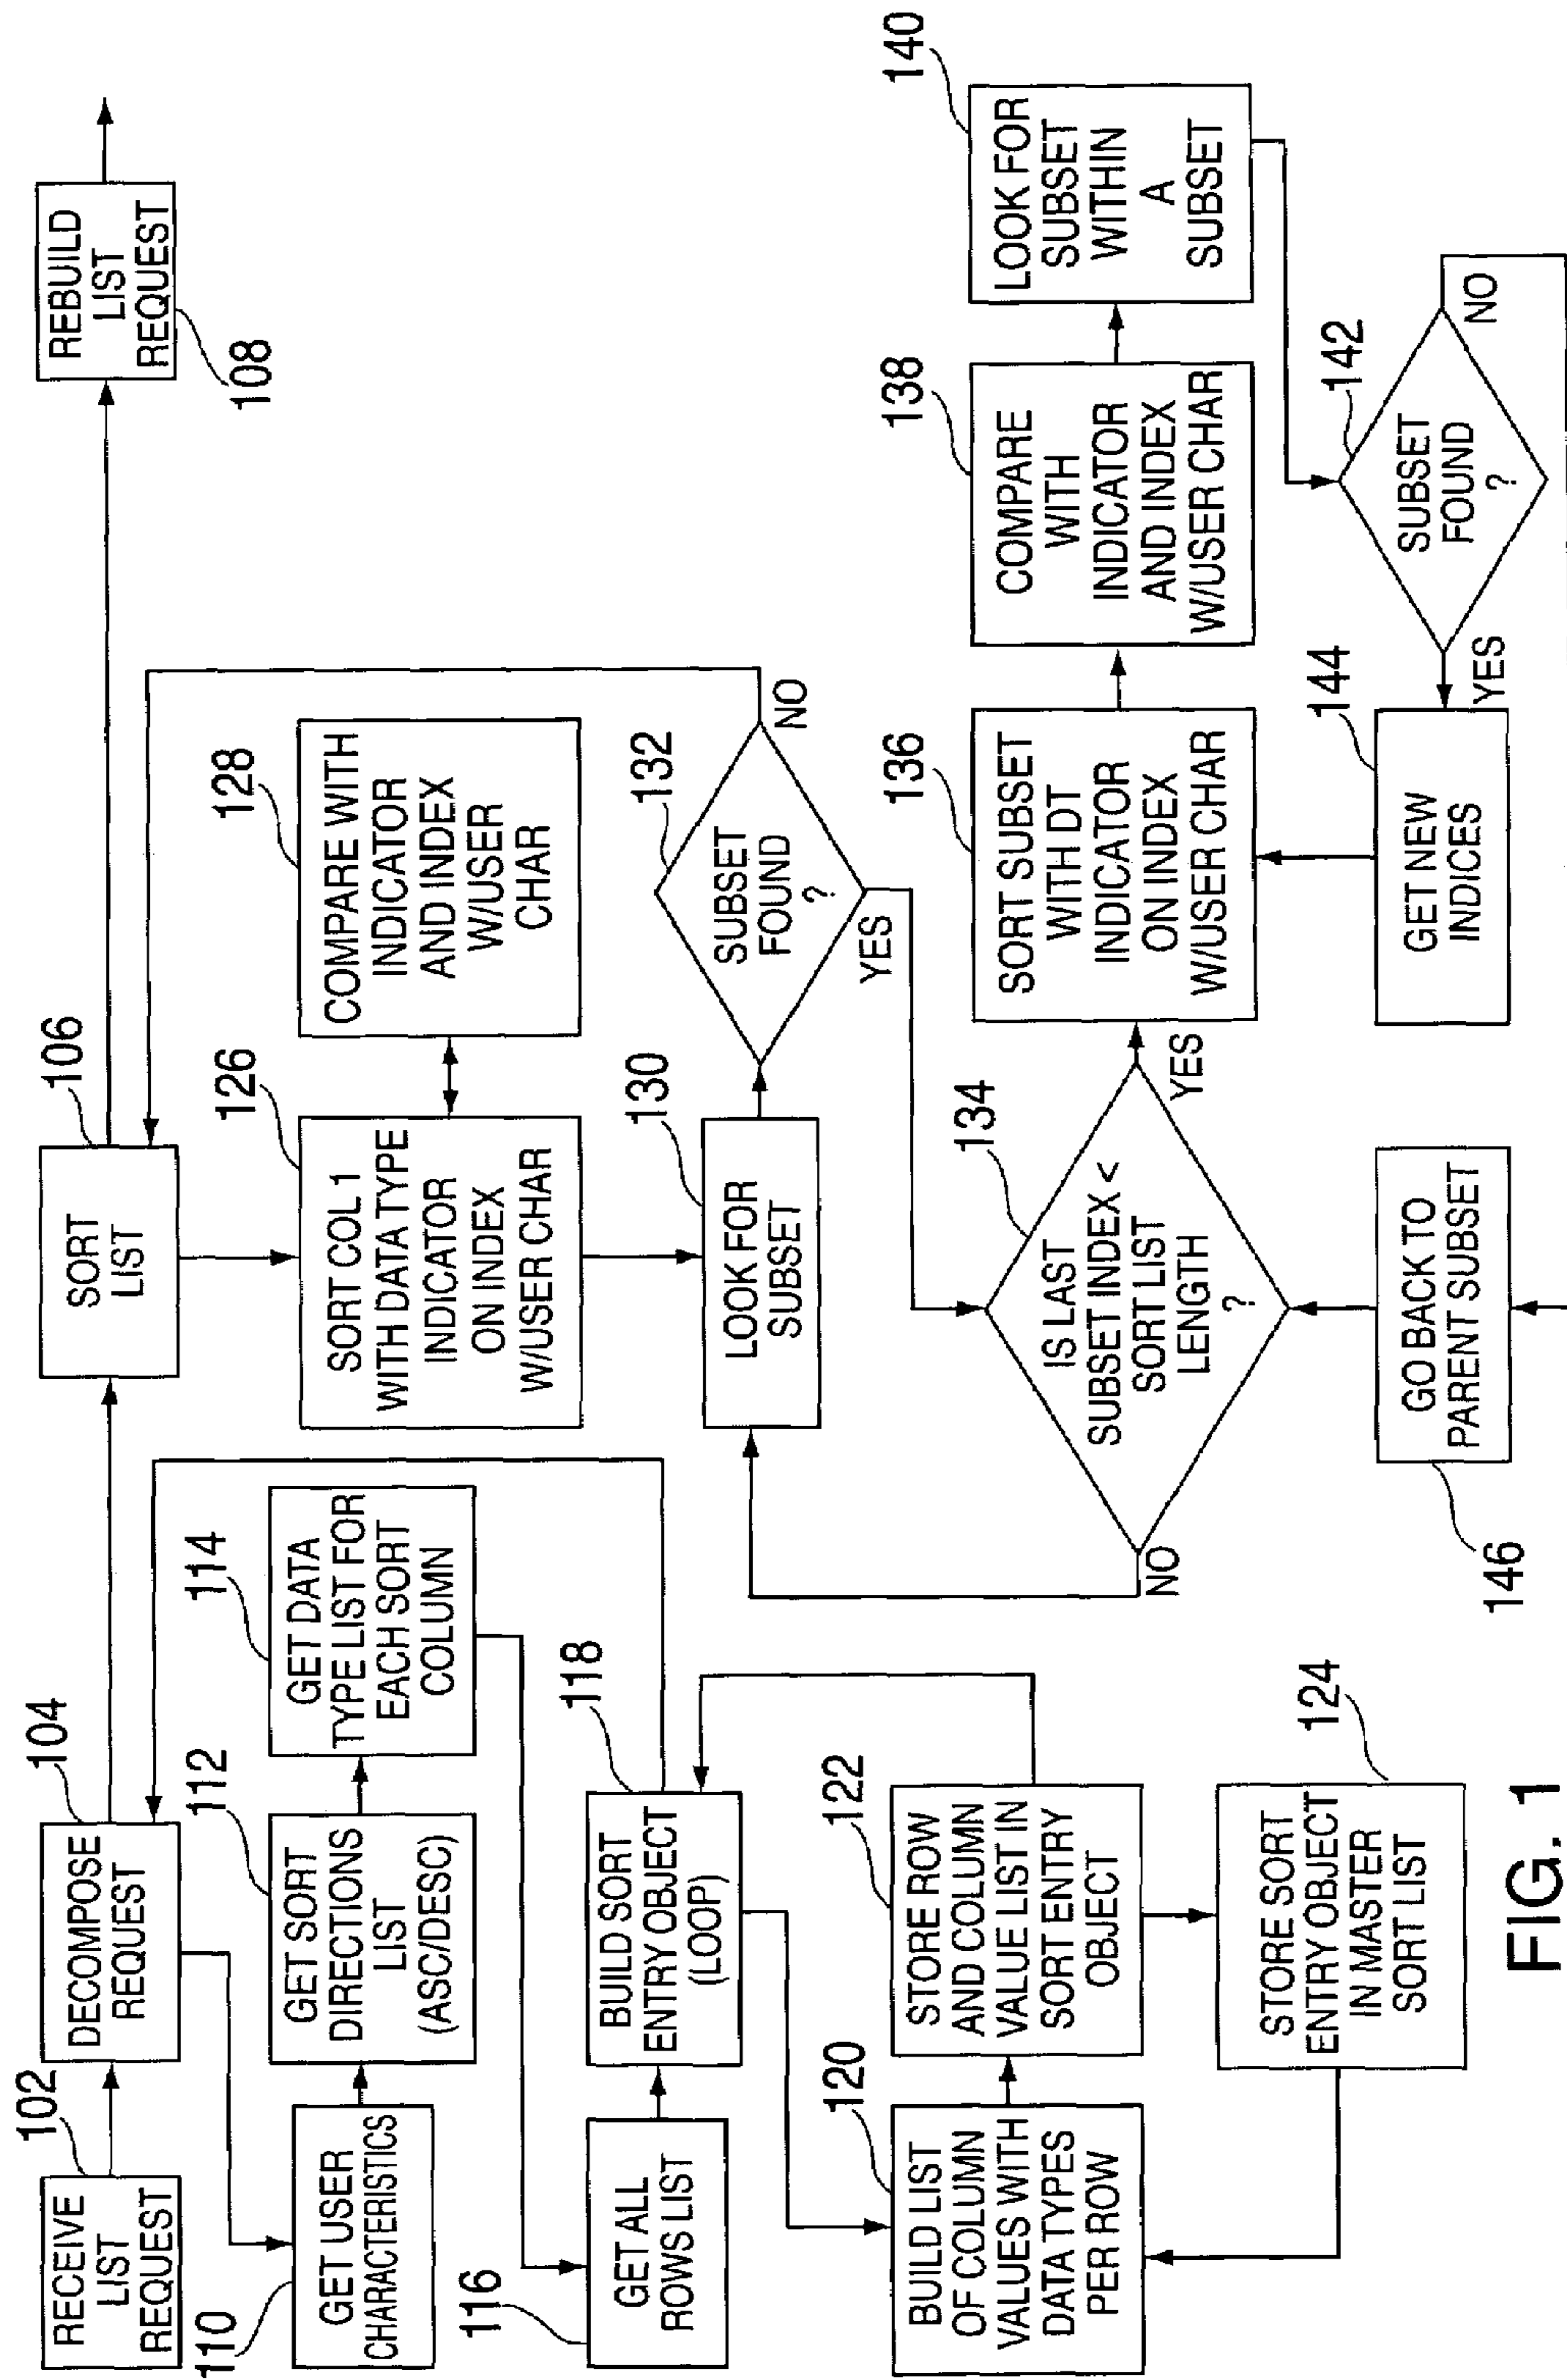 102
RECEIVE
LIST
REQUEST
104
DECOMPOSE
REQUEST
106
SORT
LIST
REBUILD
LIST
REQUEST
108
110
GET USER
CHARACTERISTICS
112
GET SORT
DIRECTIONS
LIST
(ASC/DESC)
114
GET DATA
TYPE LIST FOR
EACH SORT
COLUMN
116
GET ALL
ROWS LIST
118
BUILD SORT
ENTRY OBJECT
(LOOP)
120
BUILD LIST
OF COLUMN
VALUES WITH
DATA TYPES
PER ROW
122
STORE ROW
AND COLUMN
VALUE LIST IN
SORT ENTRY
OBJECT
124
STORE SORT
ENTRY OBJECT
IN MASTER
SORT LIST
126
SORT COL 1
WITH DATA TYPE
INDICATOR
ON INDEX
W/USER CHAR
128
COMPARE WITH
INDICATOR
AND INDEX
W/USER
CHAR
130
LOOK FOR
SUBSET
132
SUBSET
FOUND
?
NO
YES
134
IS LAST
SUBSET INDEX <
SORT LIST
LENGTH
?
NO
YES
136
SORT SUBSET
WITH DT
INDICATOR
ON INDEX
W/USER CHAR
138
COMPARE
WITH
INDICATOR
AND INDEX
W/USER CHAR
140
LOOK FOR
SUBSET
WITHIN
A
SUBSET
142
SUBSET
FOUND
?
NO
YES
144
GET NEW
INDICES
146
GO BACK TO
PARENT SUBSET
FIG. 1